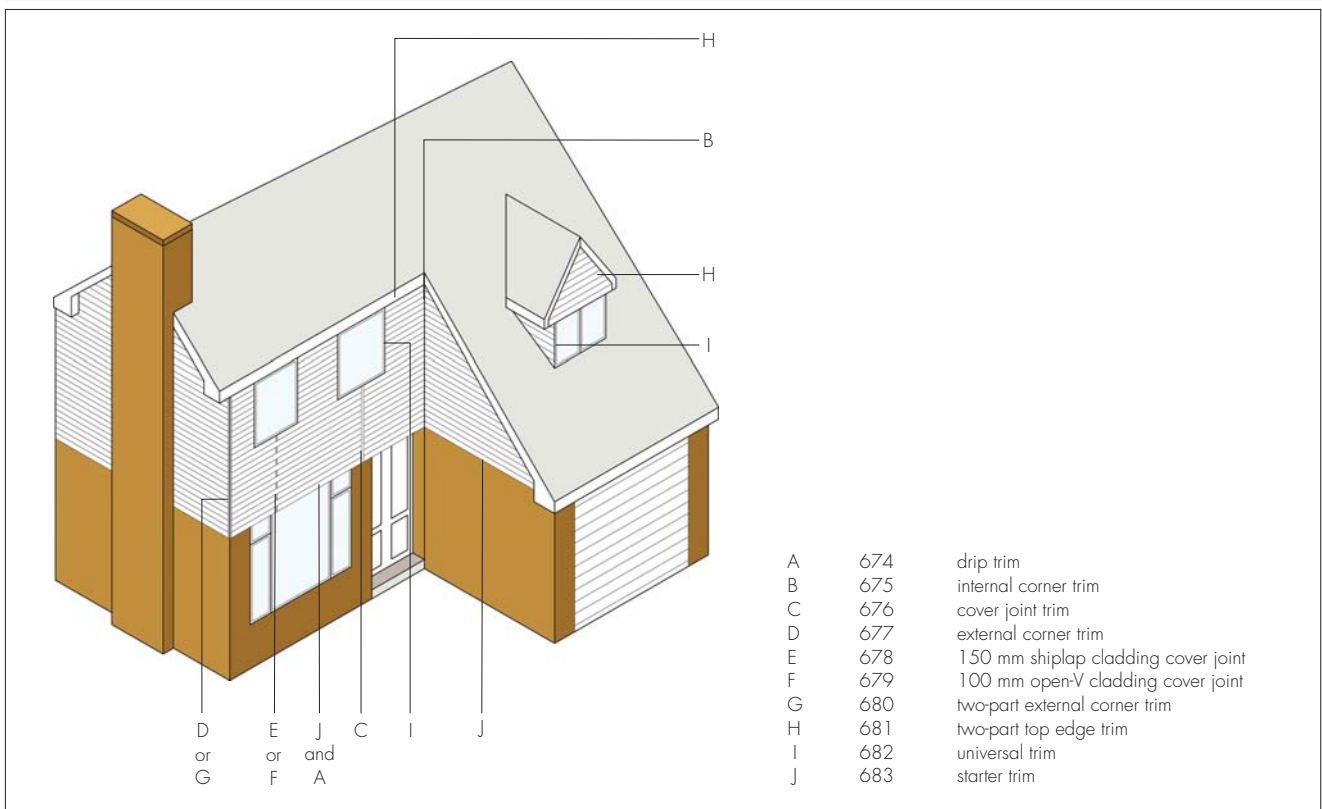 H
B
H
I
D
or
G
E
or
F
J
and
A
C
I
J
A 674 drip trim
B 675 internal corner trim
C 676 cover joint trim
D 677 external corner trim
E 678 150 mm shiplap cladding cover joint
F 679 100 mm open-V cladding cover joint
G 680 two-part external corner trim
H 681 two-part top edge trim
I 682 universal trim
J 683 starter trim